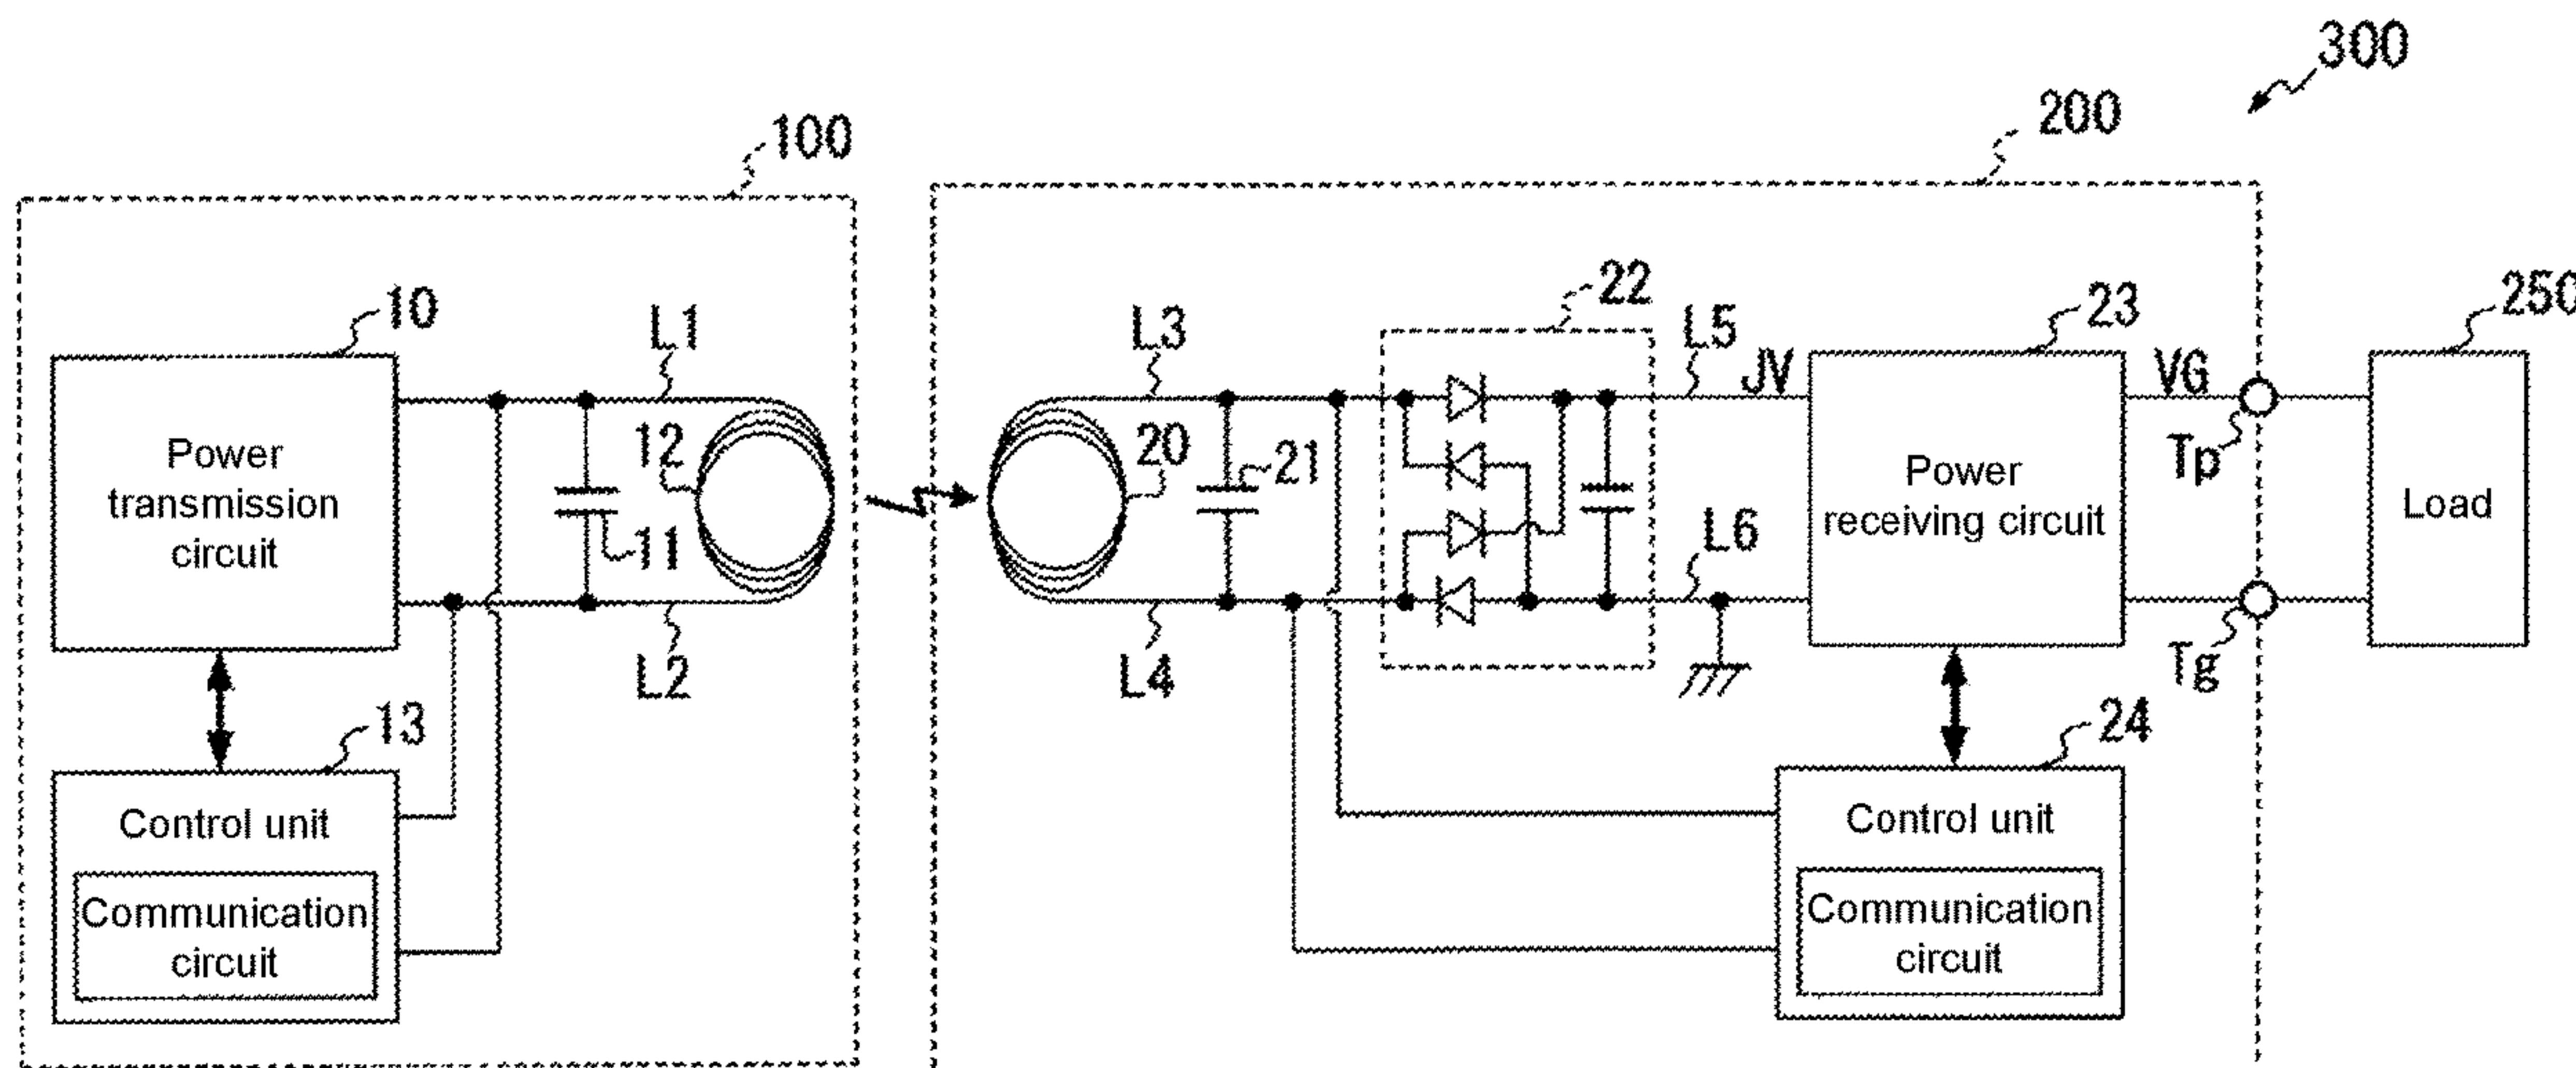 300
200
100
22
250
10
L1
L3
L5
23
JV
VG
12
20
21
Tp
Power
transmission
circuit
Power
receiving circuit
Load
11
L6
L2
L4
Tg
13
24
Control unit
Control unit
Communication
circuit
Communication
circuit